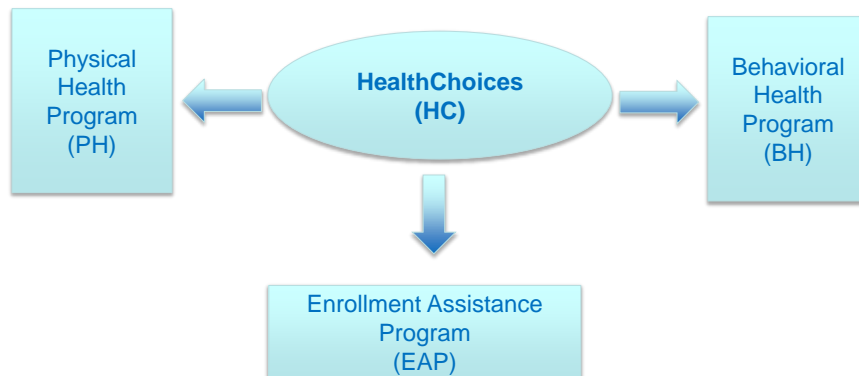 Physical
Health
Program
(PH)
HealthChoices
(HC)
Behavioral
Health
Program
(BH)
Enrollment Assistance
Program
(EAP)